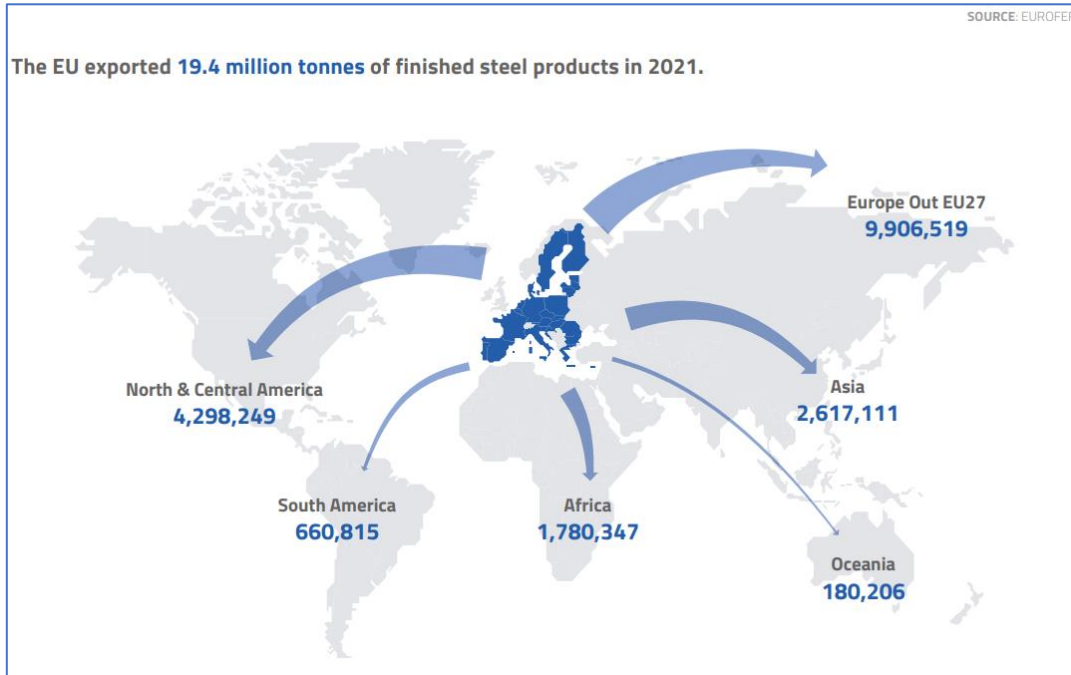 SOURCE: EUROFER
The EU exported 19.4 million tonnes of finished steel products in 2021.
Europe Out EU27
9,906,519
North & Central America
4,298,249
Asia
2,617,111
South America
660,815
Africa
1,780,347
Oceania
180,206